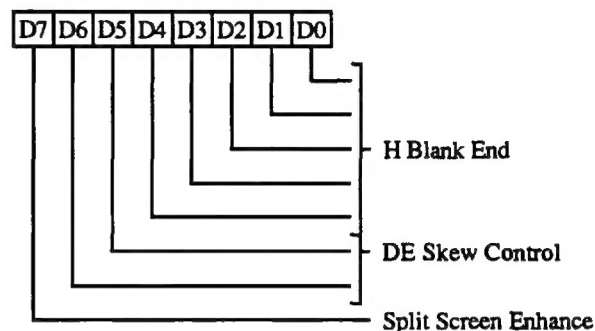 D7 D6 D5 D4 D3 D2 D1 D0
H Blank End
DE Skew Control
Split Screen Enhance